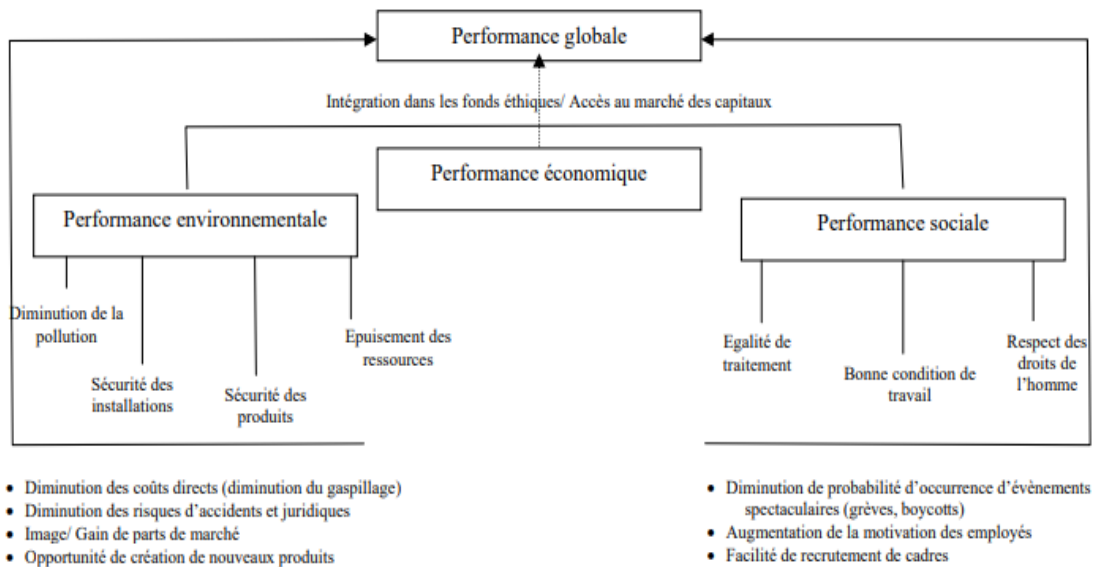 Performance globale
Intégration dans les fonds éthiques/ Accès au marché des capitaux
Performance économique
Performance environnementale
Performance sociale
Diminution de la
pollution
Sécurité des
installations
Sécurité des
produits
Epuisement des
ressources
Egalité de
traitement
Bonne condition de
travail
Respect des
droits de
l'homme
• Diminution des coûts directs (diminution du gaspillage)
• Diminution des risques d'accidents et juridiques
• Image/ Gain de parts de marché
• Opportunité de création de nouveaux produits
• Diminution de probabilité d'occurrence d'évènements
spectaculaires (grèves, boycotts)
• Augmentation de la motivation des employés
• Facilité de recrutement de cadres